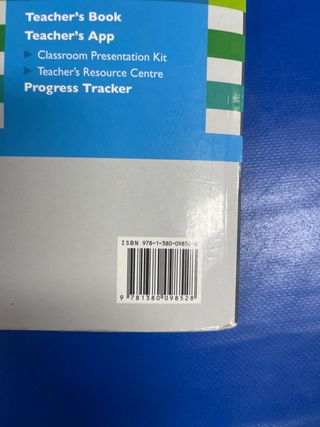 Teacher's Book
Teacher's App
Classroom Presentation Kit
Teacher's Resource Centre
Progress Tracker
ISBN 978-1-380-09852-8
9 781380 098528